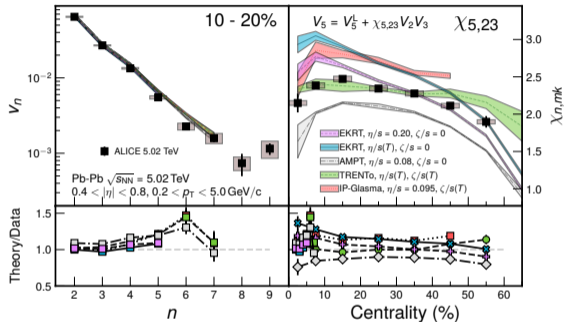 10 - 20%
V₅ = V₅ᴸ + χ₅,₂₃V₂V₃ χ₅,₂₃
3.0
10⁻²
2.5
vₙ
χₙ,ₘₖ
2.0
EKRT, η/s = 0.20, ζ/s = 0
EKRT, η/s(T), ζ/s = 0
10⁻³
ALICE 5.02 TeV
1.5
AMPT, η/s = 0.08, ζ/s = 0
TRENTo, η/s(T), ζ/s(T)
Pb-Pb √sNN = 5.02 TeV
IP-Glasma, η/s = 0.095, ζ/s(T)
0.4 < |η| < 0.8, 0.2 < pT < 5.0 GeV/c
1.0
Theory/Data
1.5
1.0
0.5
2 3 4 5 6 7 8 9
0 10 20 30 40 50 60
n
Centrality (%)